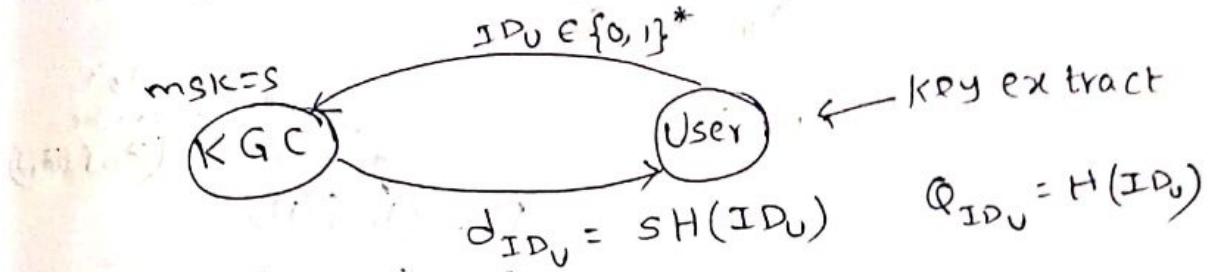 ID_U ∈ {0,1}*
msk=s
KGC
User
← key extract
d_{ID_U} = sH(ID_U)
Q_{ID_U} = H(ID_U)